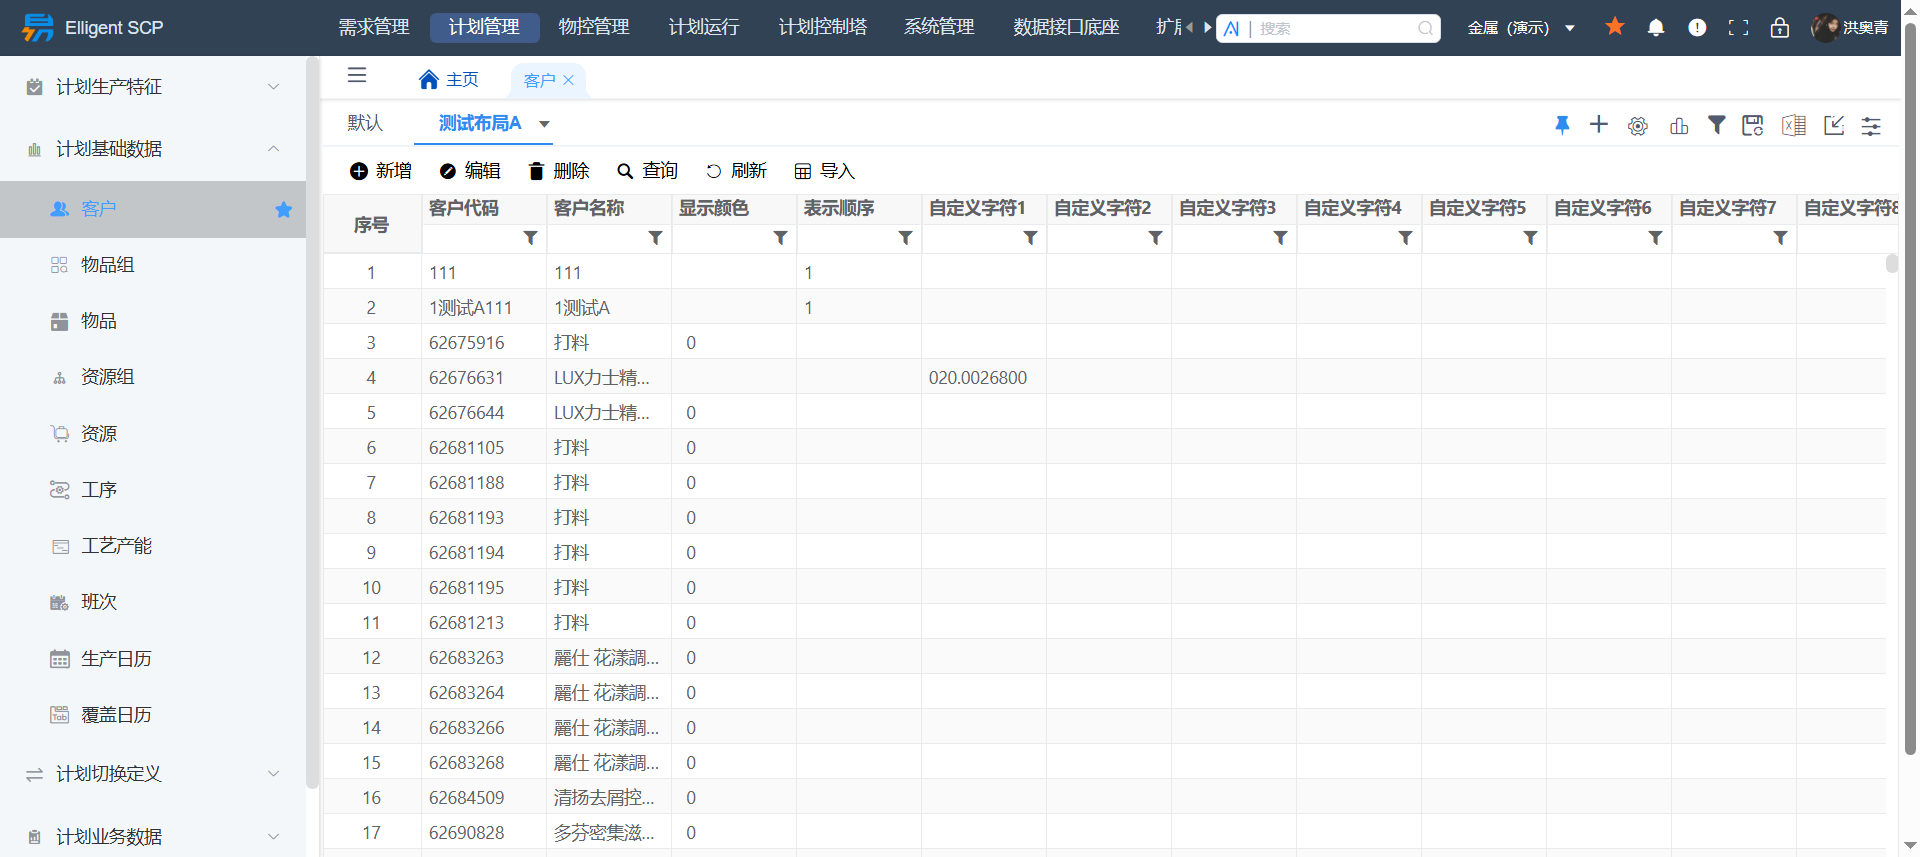 Elligent SCP
需求管理 计划管理 物控管理 计划运行 计划控制塔 系统管理 数据接口底座
搜索
金属（演示）
洪奥青
计划生产特征
计划基础数据
客户
物品组
物品
资源组
资源
工序
工艺产能
班次
生产日历
覆盖日历
计划切换定义
计划业务数据
主页 客户
默认 测试布局A
新增 编辑 删除 查询 刷新 导入
序号 客户代码 客户名称 显示颜色 表示顺序 自定义字符1 自定义字符2 自定义字符3 自定义字符4 自定义字符5 自定义字符6 自定义字符7 自定义字符8
1 111 111 1
2 1测试A111 1测试A 1
3 62675916 打料 0
4 62676631 LUX力士精... 020.0026800
5 62676644 LUX力士精... 0
6 62681105 打料 0
7 62681188 打料 0
8 62681193 打料 0
9 62681194 打料 0
10 62681195 打料 0
11 62681213 打料 0
12 62683263 麗仕 花漾調... 0
13 62683264 麗仕 花漾調... 0
14 62683266 麗仕 花漾調... 0
15 62683268 麗仕 花漾調... 0
16 62684509 清扬去屑控... 0
17 62690828 多芬密集滋... 0